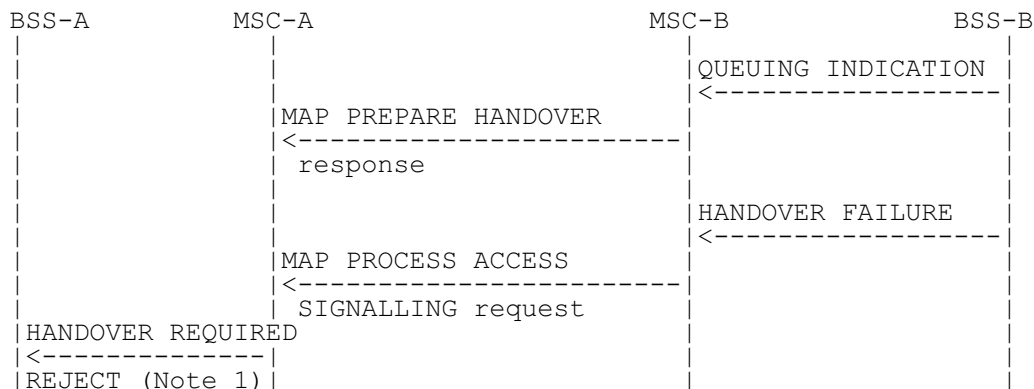 BSS-A MSC-A MSC-B BSS-B
QUEUING INDICATION
MAP PREPARE HANDOVER
response
HANDOVER FAILURE
MAP PROCESS ACCESS
SIGNALLING request
HANDOVER REQUIRED
REJECT (Note 1)